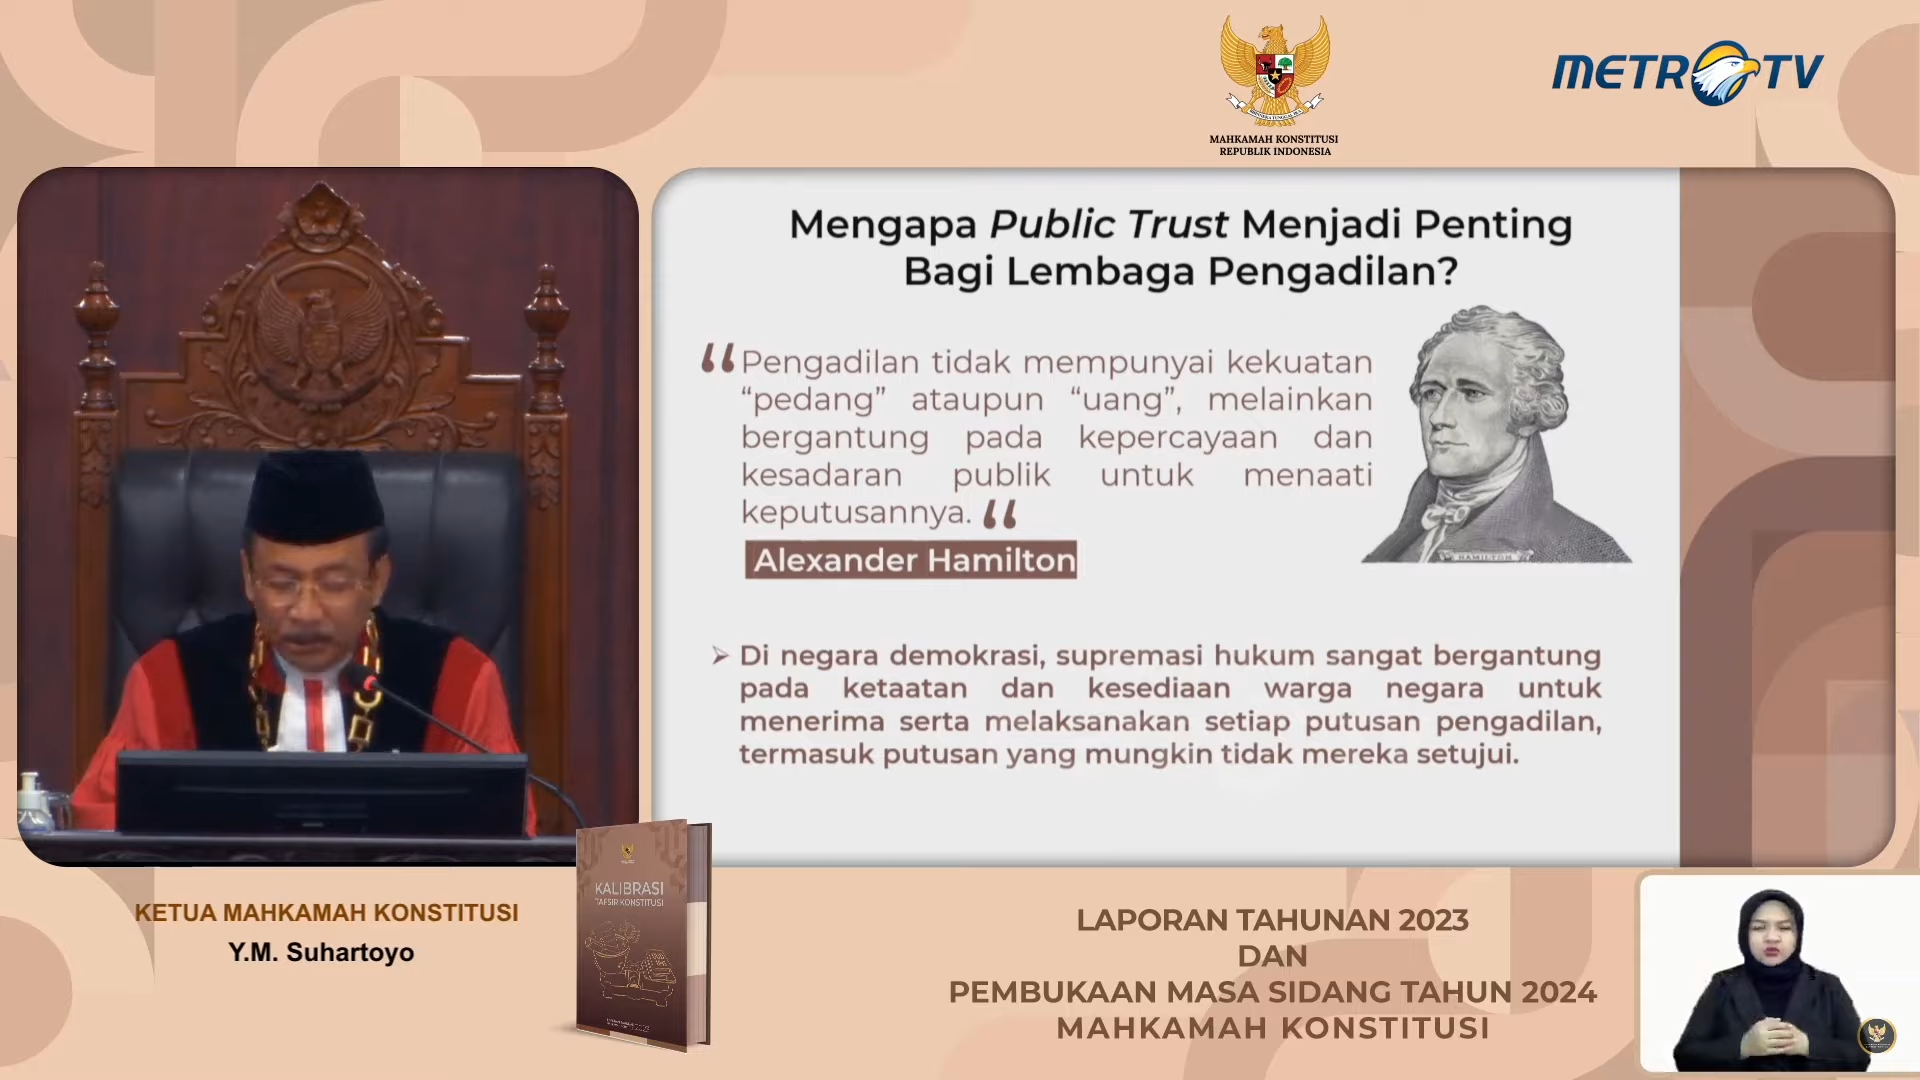 MAHKAMAH KONSTITUSI
REPUBLIK INDONESIA
METRO TV
Mengapa Public Trust Menjadi Penting
Bagi Lembaga Pengadilan?
“Pengadilan tidak mempunyai kekuatan
“pedang” ataupun “uang”, melainkan
bergantung pada kepercayaan dan
kesadaran publik untuk menaati
keputusannya. “
Alexander Hamilton
HAMILTON
➢ Di negara demokrasi, supremasi hukum sangat bergantung
pada ketaatan dan kesediaan warga negara untuk
menerima serta melaksanakan setiap putusan pengadilan,
termasuk putusan yang mungkin tidak mereka setujui.
KETUA MAHKAMAH KONSTITUSI
Y.M. Suhartoyo
KALIBRASI
TAFSIR KONSTITUSI
LAPORAN TAHUNAN 2023
DAN
PEMBUKAAN MASA SIDANG TAHUN 2024
MAHKAMAH KONSTITUSI